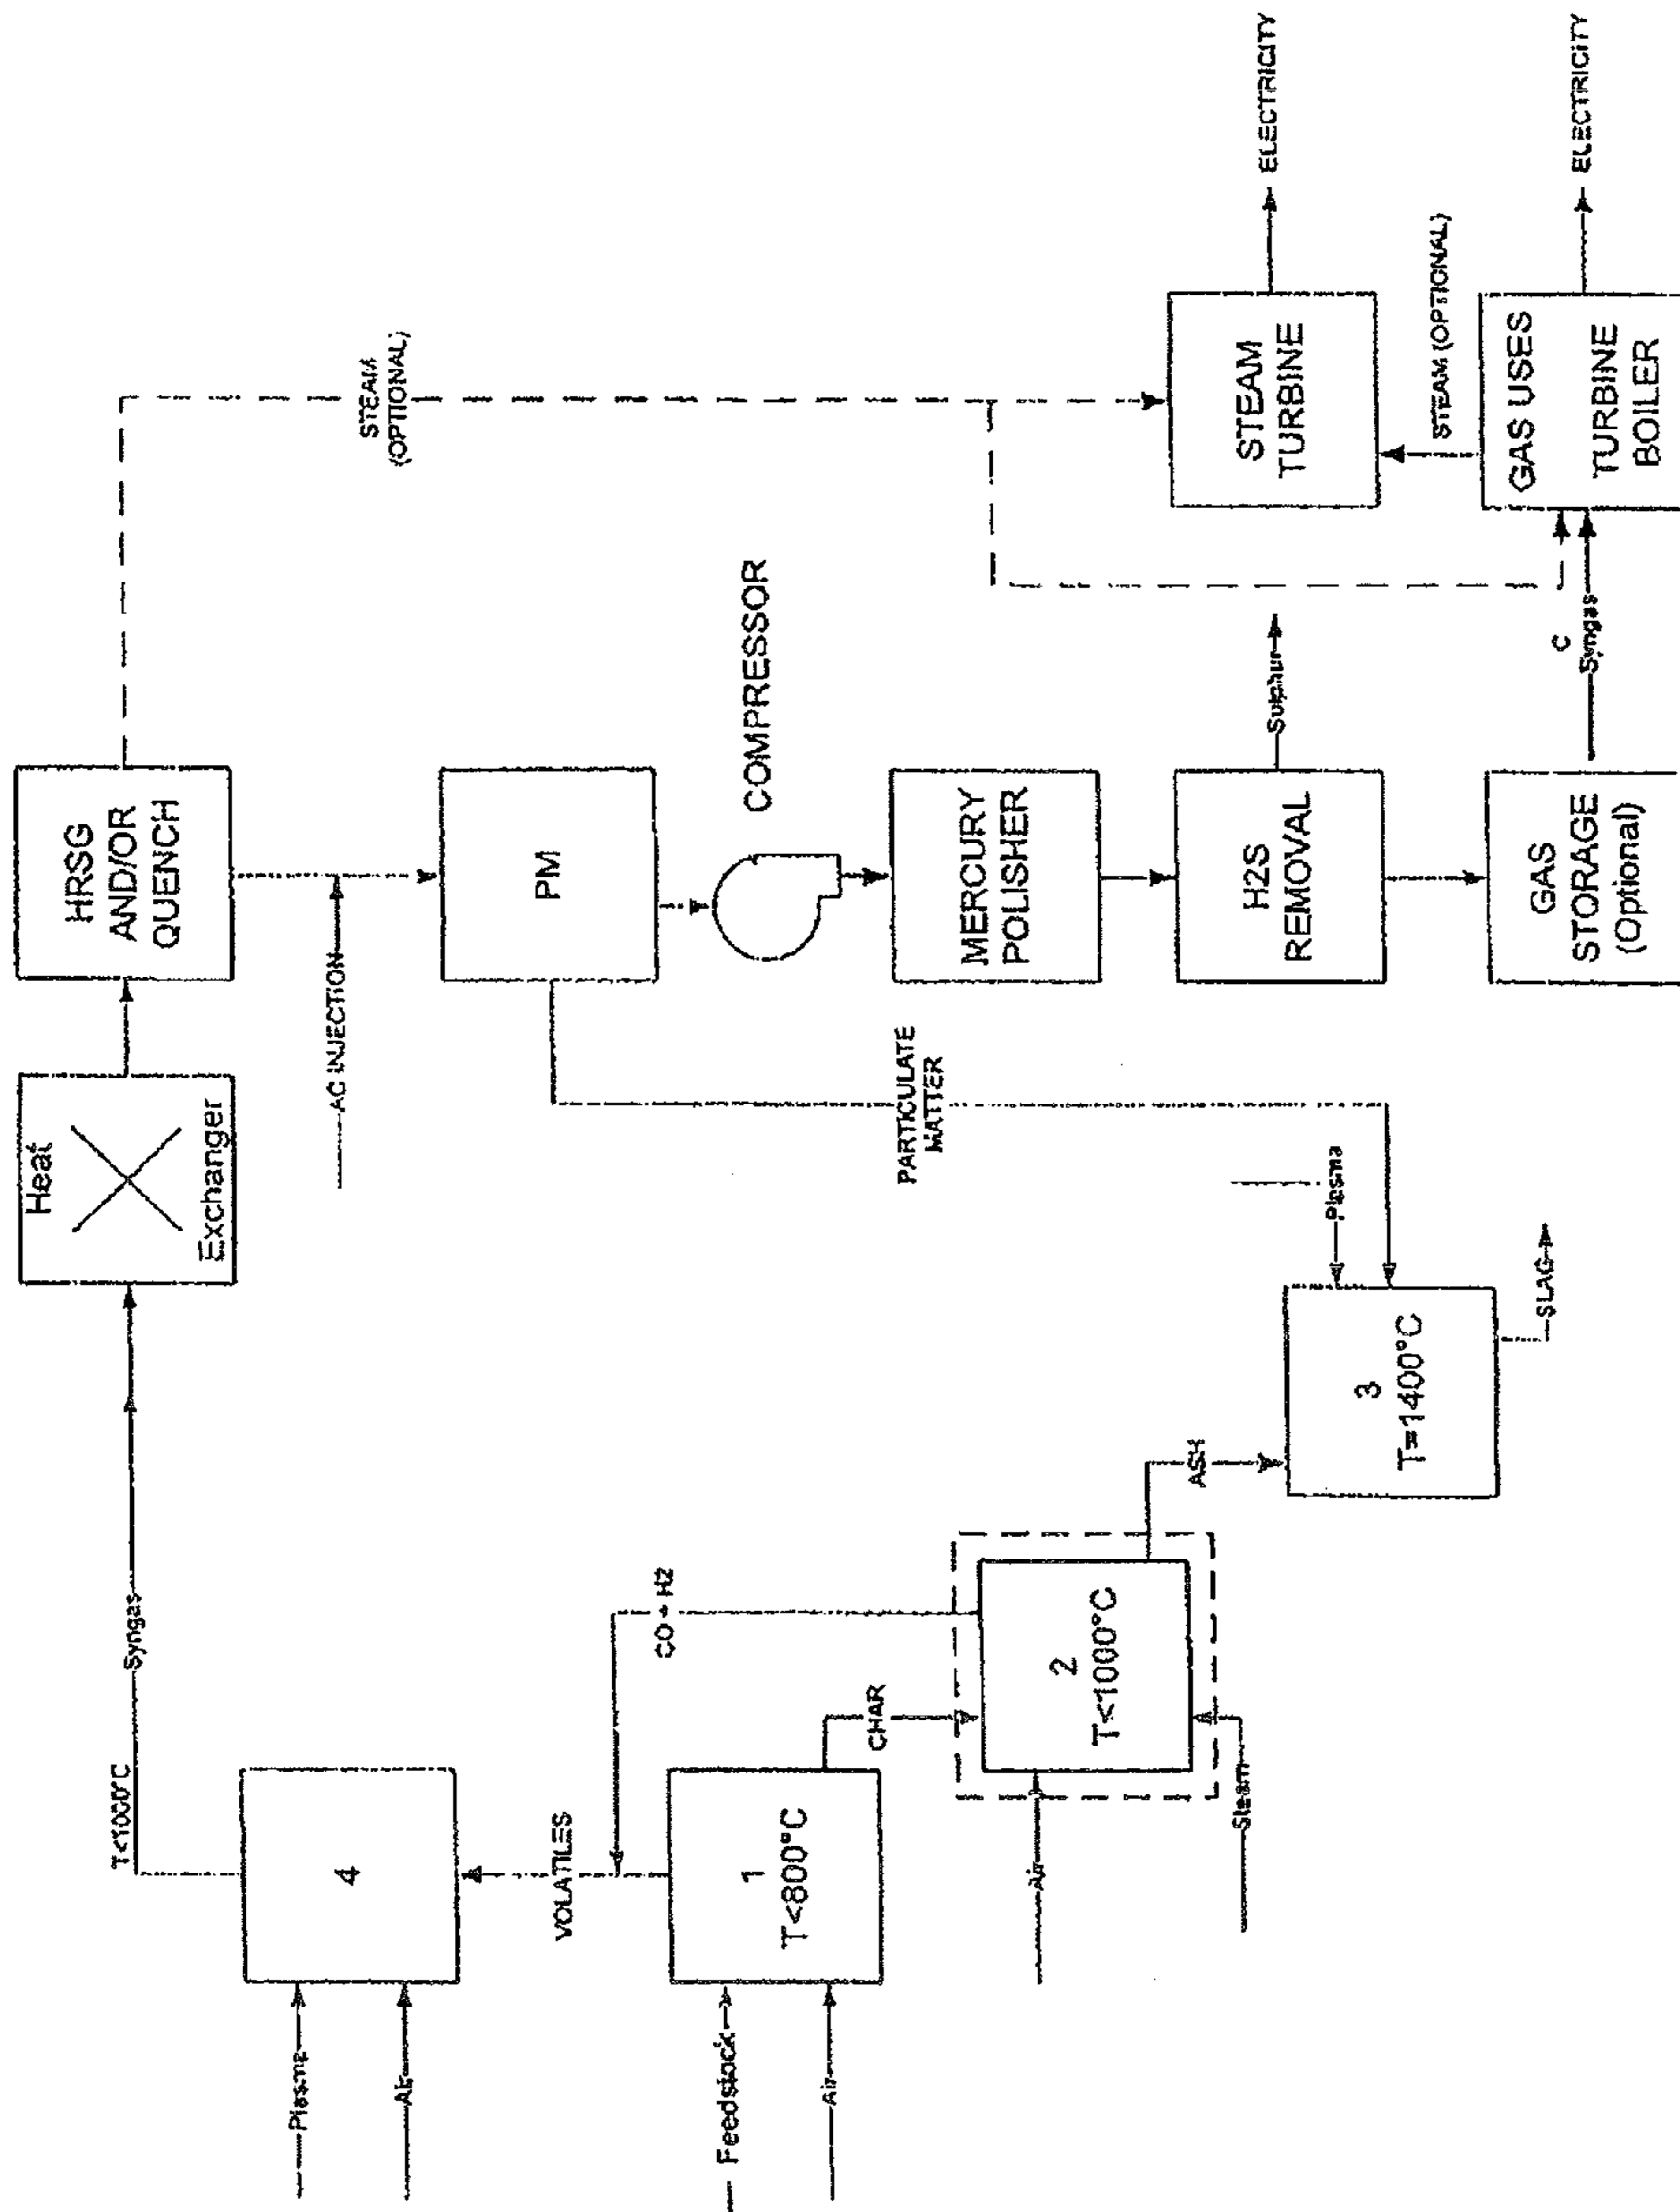 Plasma
Air
4
T<1000°C
Syngas
Heat
Exchanger
HRSG
AND/OR
QUENCH
STEAM
(OPTIONAL)
AC INJECTION
VOLATILES
CO + H2
PM
Feedstock
Air
1
T<800°C
CHAR
PARTICULATE
MATTER
COMPRESSOR
Air
2
T<1000°C
Steam
ASH
MERCURY
POLISHER
Plasma
3
T=1400°C
SLAG
H2S
REMOVAL
Sulphur
STEAM
TURBINE
ELECTRICITY
STEAM (OPTIONAL)
GAS
STORAGE
(Optional)
C
Syngas
GAS USES
TURBINE
BOILER
ELECTRICITY